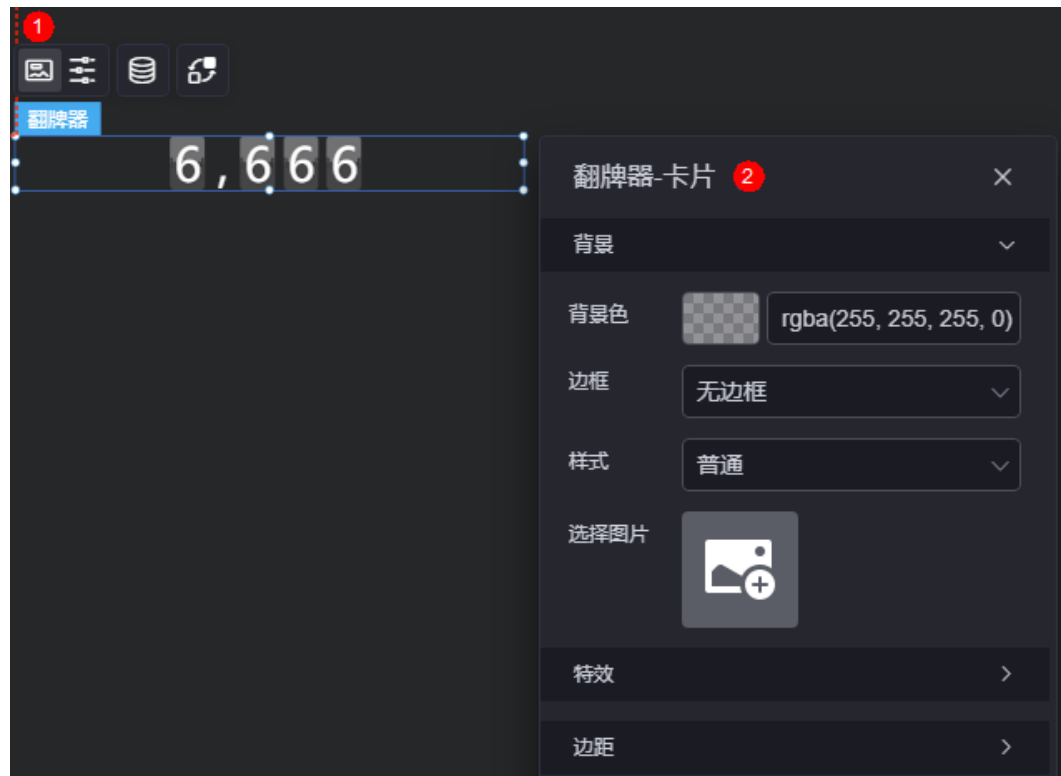 1
翻牌器
6,666
翻牌器-卡片 2
背景
背景色 rgba(255, 255, 255, 0)
边框 无边框
样式 普通
选择图片
特效
边距